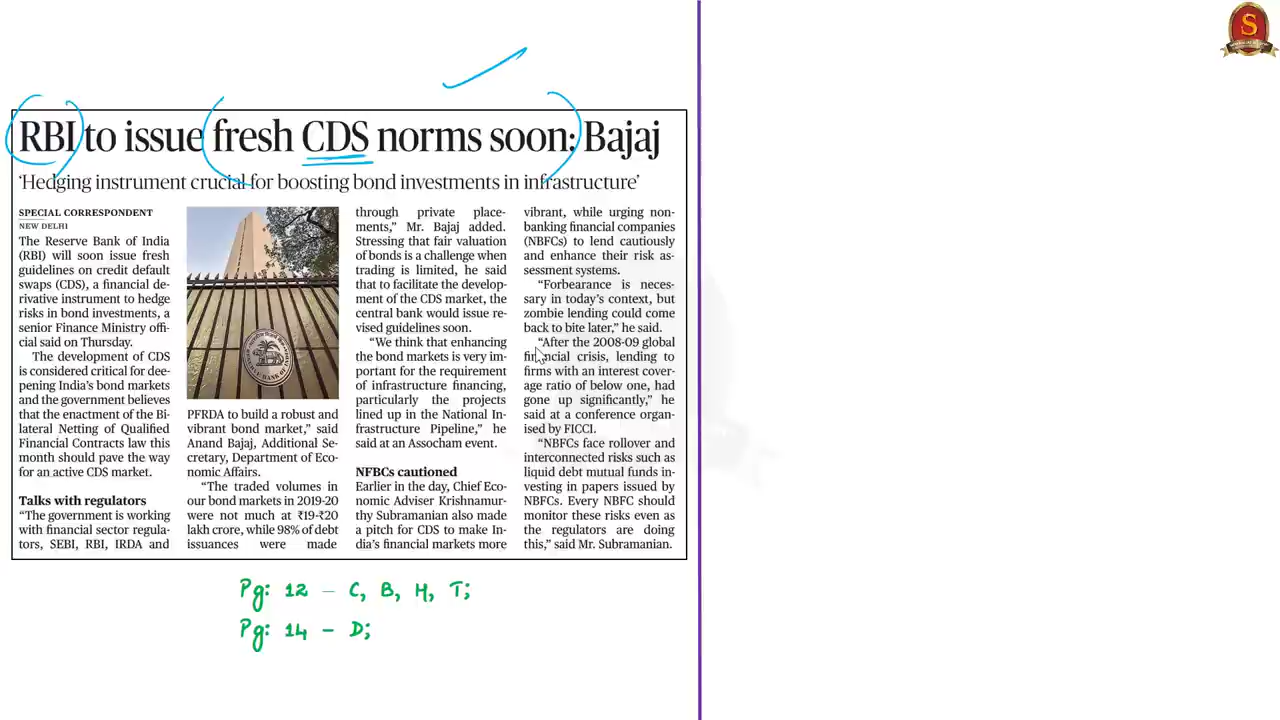 S
RBI to issue fresh CDS norms soon: Bajaj
‘Hedging instrument crucial for boosting bond investments in infrastructure’
SPECIAL CORRESPONDENT
NEW DELHI
The Reserve Bank of India
(RBI) will soon issue fresh
guidelines on credit default
swaps (CDS), a financial de-
rivative instrument to hedge
risks in bond investments, a
senior Finance Ministry offi-
cial said on Thursday.
The development of CDS
is considered critical for dee-
pening India’s bond markets
and the government believes
that the enactment of the Bi-
lateral Netting of Qualified
Financial Contracts law this
month should pave the way
for an active CDS market.
Talks with regulators
“The government is working
with financial sector regula-
tors, SEBI, RBI, IRDA and
PFRDA to build a robust and
vibrant bond market,” said
Anand Bajaj, Additional Se-
cretary, Department of Eco-
nomic Affairs.
“The traded volumes in
our bond markets in 2019-20
were not much at ₹19-₹20
lakh crore, while 98% of debt
issuances were made
through private place-
ments,” Mr. Bajaj added.
Stressing that fair valuation
of bonds is a challenge when
trading is limited, he said
that to facilitate the develop-
ment of the CDS market, the
central bank would issue re-
vised guidelines soon.
“We think that enhancing
the bond markets is very im-
portant for the requirement
of infrastructure financing,
particularly the projects
lined up in the National In-
frastructure Pipeline,” he
said at an Assocham event.
NFBCs cautioned
Earlier in the day, Chief Eco-
nomic Adviser Krishnamur-
thy Subramanian also made
a pitch for CDS to make In-
dia’s financial markets more
vibrant, while urging non-
banking financial companies
(NBFCs) to lend cautiously
and enhance their risk as-
sessment systems.
“Forbearance is neces-
sary in today’s context, but
zombie lending could come
back to bite later,” he said.
“After the 2008-09 global
financial crisis, lending to
firms with an interest cover-
age ratio of below one, had
gone up significantly,” he
said at a conference organ-
ised by FICCI.
“NBFCs face rollover and
interconnected risks such as
liquid debt mutual funds in-
vesting in papers issued by
NBFCs. Every NBFC should
monitor these risks even as
the regulators are doing
this,” said Mr. Subramanian.
Pg: 12 – C, B, H, T;
Pg: 14 – D;